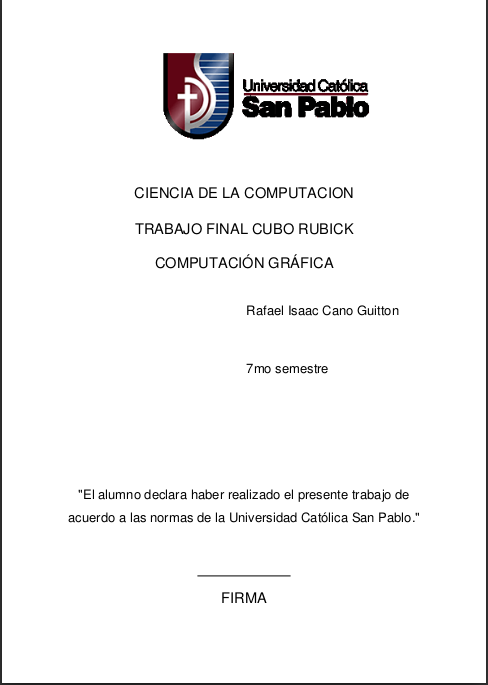 Universidad Católica
San Pablo
CIENCIA DE LA COMPUTACION
TRABAJO FINAL CUBO RUBICK
COMPUTACIÓN GRÁFICA
Rafael Isaac Cano Guitton
7mo semestre
"El alumno declara haber realizado el presente trabajo de
acuerdo a las normas de la Universidad Católica San Pablo."
FIRMA